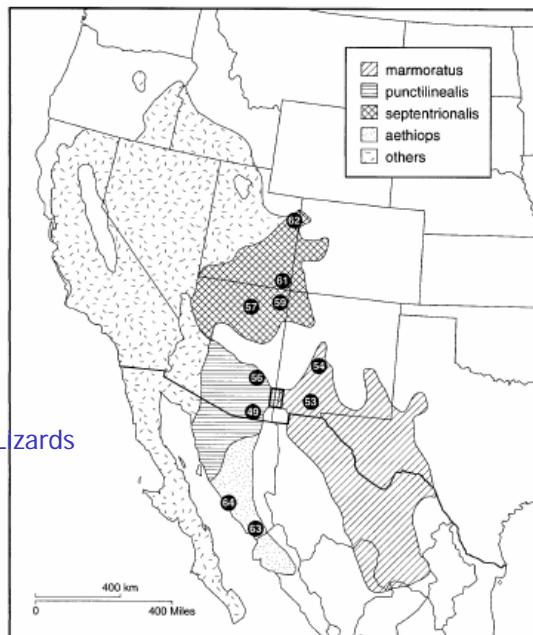 marmoratus
punctilinealis
septentrionalis
aethiops
others
62
61
57
59
54
56
53
49
Lizards
64
63
400 km
0
400 Miles